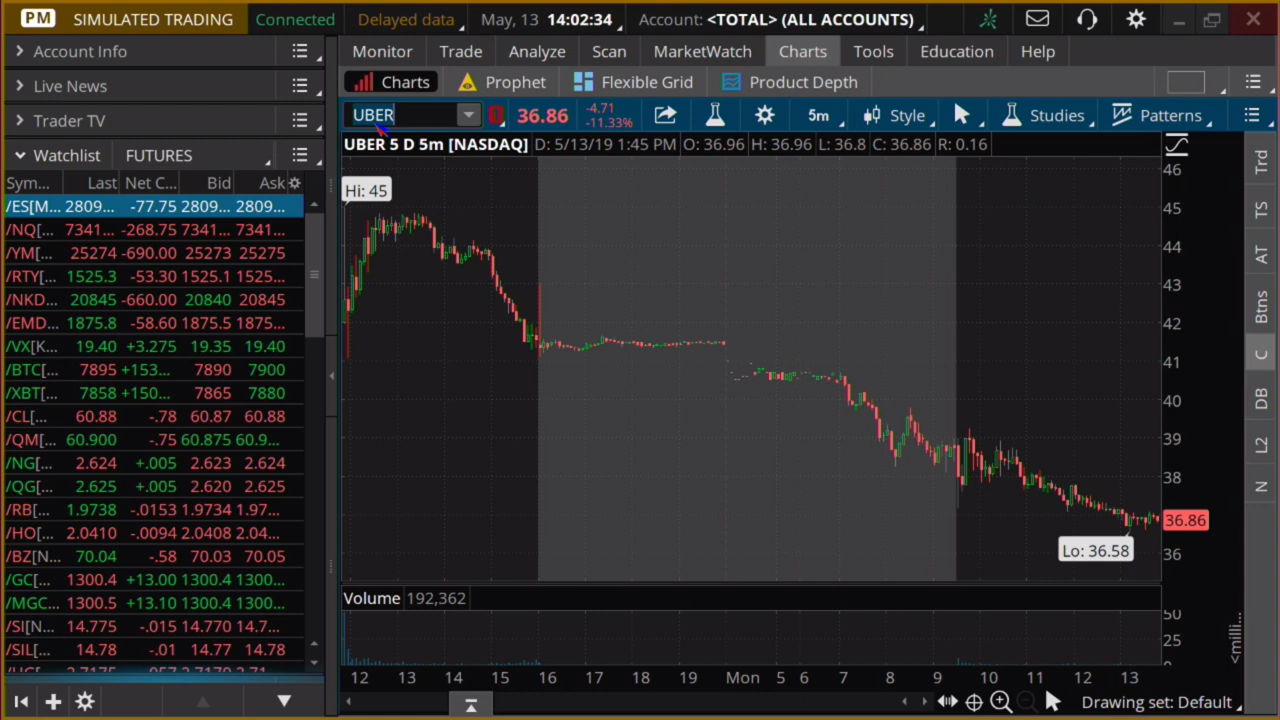 PM SIMULATED TRADING Connected Delayed data May, 13 14:02:34 Account: <TOTAL> (ALL ACCOUNTS)
Account Info
Live News
Trader TV
Watchlist FUTURES
Sym... Last Net C... Bid Ask
/ES[M... 2809... -77.75 2809... 2809...
/NQ[... 7341... -268.75 7341... 7341...
/YM[... 25274 -690.00 25273 25275
/RTY[... 1525.3 -53.30 1525.1 1525...
/NKD... 20845 -660.00 20840 20845
/EMD... 1875.8 -58.60 1875.5 1875...
/VX[K... 19.40 +3.275 19.35 19.40
/BTC[... 7895 +153... 7890 7900
/XBT[... 7858 +150... 7865 7880
/CL[... 60.88 -.78 60.87 60.88
/QM[... 60.900 -.75 60.875 60.9...
/NG[... 2.624 +.005 2.623 2.624
/QG[... 2.625 +.005 2.620 2.625
/RB[... 1.9738 -.0153 1.9734 1.97...
/HO[... 2.0410 -.0094 2.0408 2.04...
/BZ[N... 70.04 -.58 70.03 70.05
/GC[... 1300.4 +13.00 1300.4 1300...
/MGC... 1300.5 +13.10 1300.4 1300...
/SI[N... 14.775 -.015 14.770 14.7...
/SIL[... 14.78 -.01 14.77 14.78
Monitor Trade Analyze Scan MarketWatch Charts Tools Education Help
Charts Prophet Flexible Grid Product Depth
UBER 36.86 -4.71 -11.33% 5m Style Studies Patterns
UBER 5 D 5m [NASDAQ] D: 5/13/19 1:45 PM O: 36.96 H: 36.96 L: 36.8 C: 36.86 R: 0.16
Hi: 45
46
45
44
43
42
41
40
39
38
36.86
36
Lo: 36.58
Volume 192,362
50
25
<milli...
12 13 14 15 16 17 18 19 Mon 5 6 7 8 9 10 11 12 13
Drawing set: Default
Trd
TS
AT
Btns
C
DB
L2
N